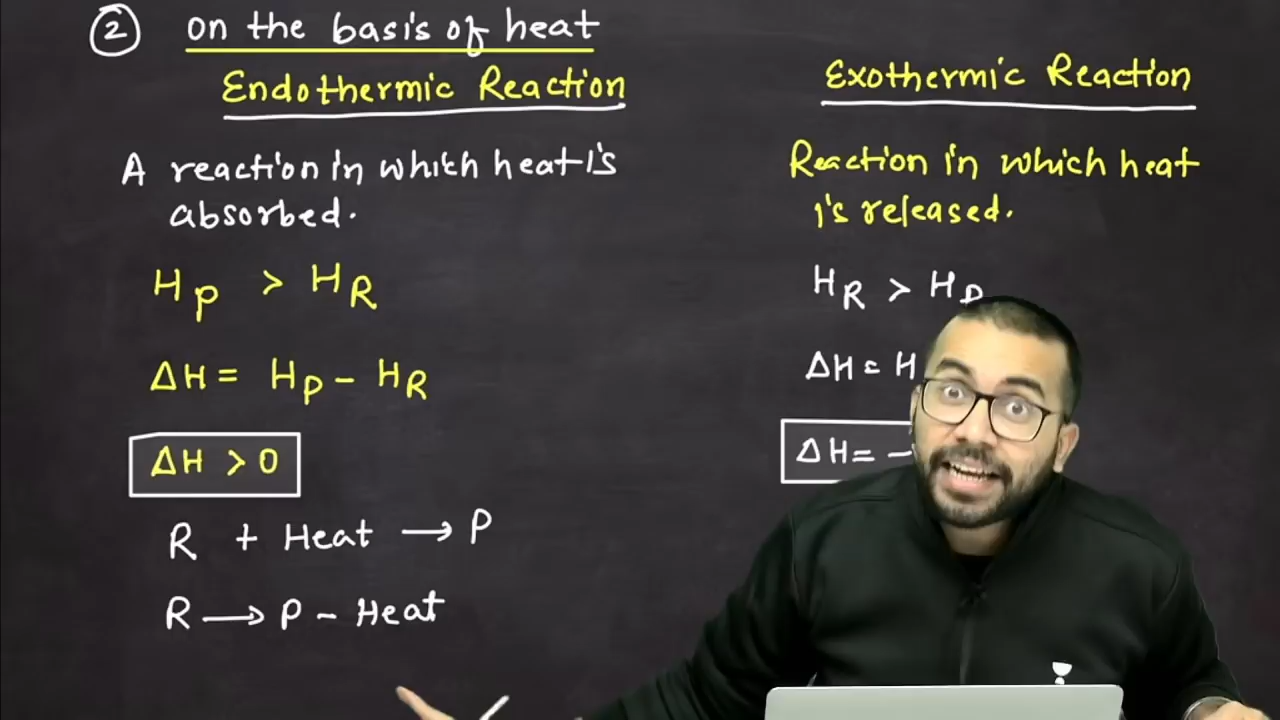 ② on the basis of heat
Endothermic Reaction
A reaction in which heat is
absorbed.
Hp > HR
ΔH = Hp - HR
ΔH > 0
R + Heat → P
R → P - Heat
Exothermic Reaction
Reaction in which heat
is released.
HR > Hp
ΔH = H
ΔH = -